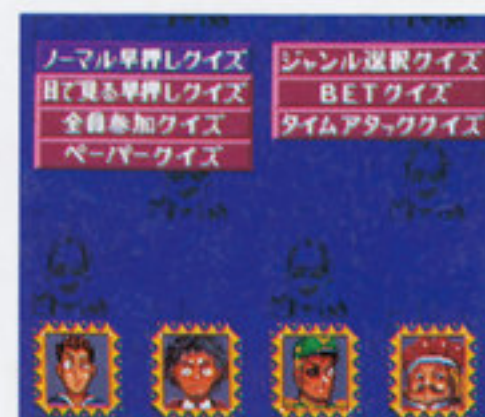 ノーマル早押しクイズ
目で見る早押しクイズ
全員参加クイズ
ペーパークイズ
ジャンル選択クイズ
BETクイズ
タイムアタッククイズ